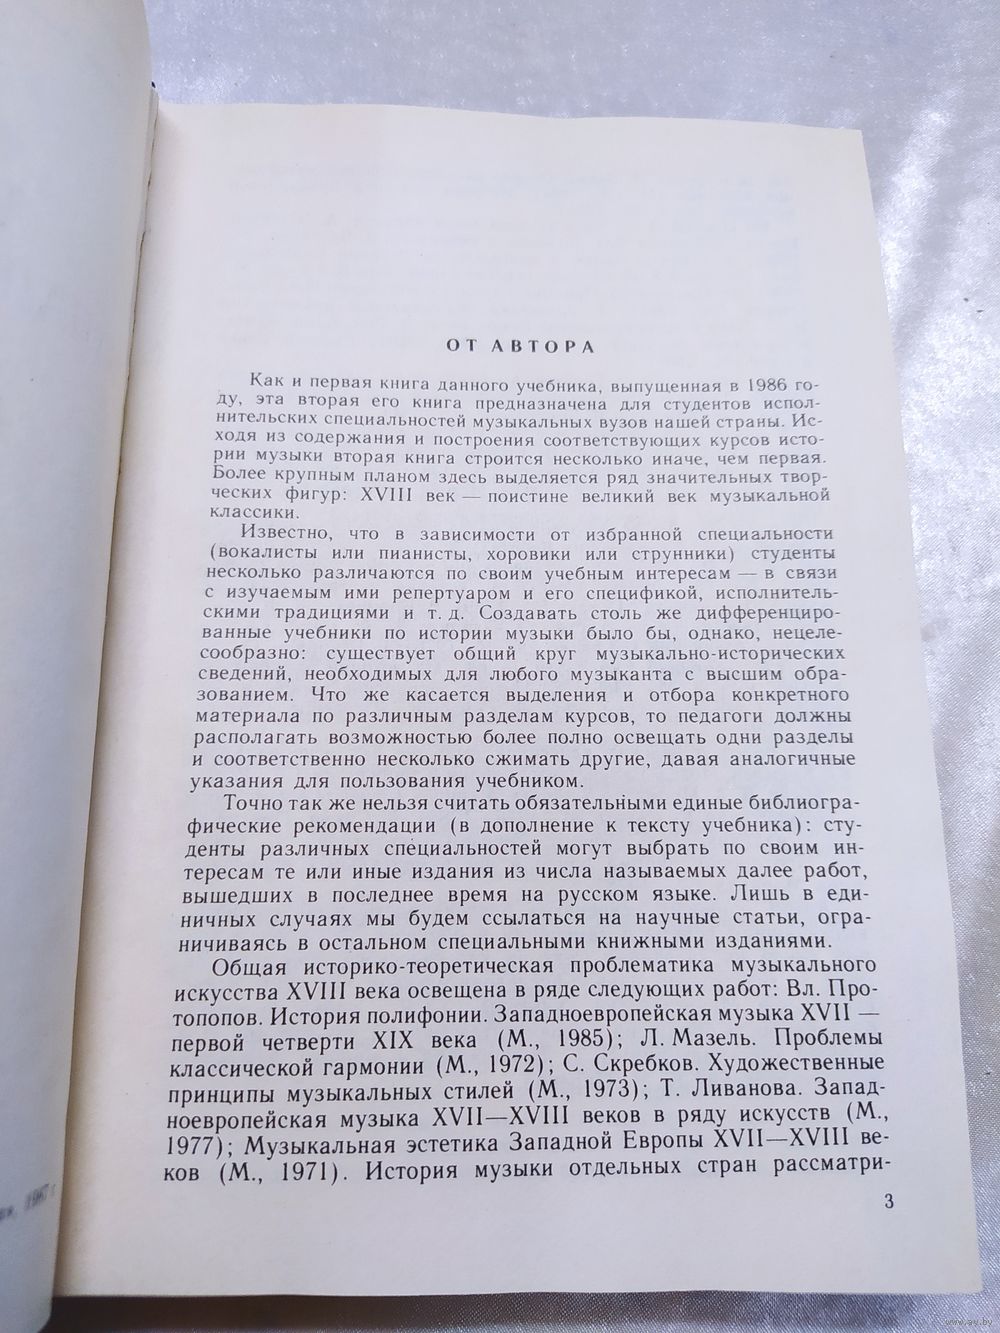 ОТ АВТОРА
Как и первая книга данного учебника, выпущенная в 1986 го-
ду, эта вторая его книга предназначена для студентов испол-
нительских специальностей музыкальных вузов нашей страны. Ис-
ходя из содержания и построения соответствующих курсов исто-
рии музыки вторая книга строится несколько иначе, чем первая.
Более крупным планом здесь выделяется ряд значительных твор-
ческих фигур: XVIII век — поистине великий век музыкальной
классики.
Известно, что в зависимости от избранной специальности
(вокалисты или пианисты, хоровики или струнники) студенты
несколько различаются по своим учебным интересам — в связи
с изучаемым ими репертуаром и его спецификой, исполнитель-
скими традициями и т. д. Создавать столь же дифференциро-
ванные учебники по истории музыки было бы, однако, нецеле-
сообразно: существует общий круг музыкально-исторических
сведений, необходимых для любого музыканта с высшим обра-
зованием. Что же касается выделения и отбора конкретного
материала по различным разделам курсов, то педагоги должны
располагать возможностью более полно освещать одни разделы
и соответственно несколько сжимать другие, давая аналогичные
указания для пользования учебником.
Точно так же нельзя считать обязательными единые библиогра-
фические рекомендации (в дополнение к тексту учебника): сту-
денты различных специальностей могут выбрать по своим ин-
тересам те или иные издания из числа называемых далее работ,
вышедших в последнее время на русском языке. Лишь в еди-
ничных случаях мы будем ссылаться на научные статьи, огра-
ничиваясь в остальном специальными книжными изданиями.
Общая историко-теоретическая проблематика музыкального
искусства XVIII века освещена в ряде следующих работ: Вл. Про-
топопов. История полифонии. Западноевропейская музыка XVII —
первой четверти XIX века (М., 1985); Л. Мазель. Проблемы
классической гармонии (М., 1972); С. Скребков. Художественные
принципы музыкальных стилей (М., 1973); Т. Ливанова. Запад-
ноевропейская музыка XVII—XVIII веков в ряду искусств (М.,
1977); Музыкальная эстетика Западной Европы XVII—XVIII ве-
ков (М., 1971). История музыки отдельных стран рассматри-
3
www.ay.by